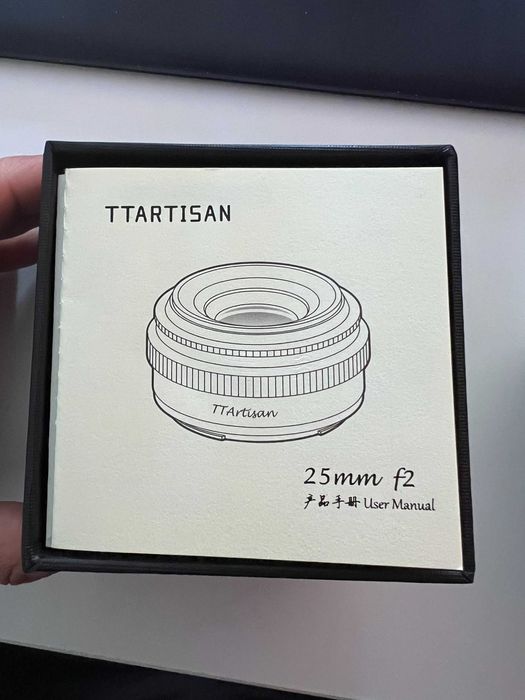 TTARTISAN
TTArtisan
25mm f2
产品手册 User Manual